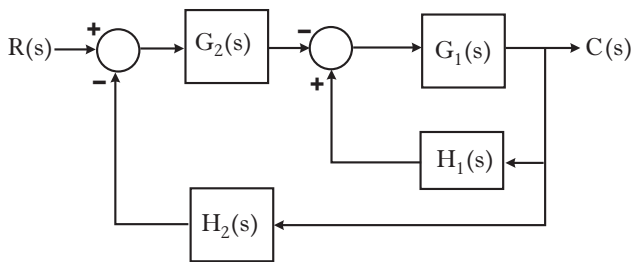 +
−
R(s)
G₂(s)
−
+
G₁(s)
C(s)
H₁(s)
H₂(s)